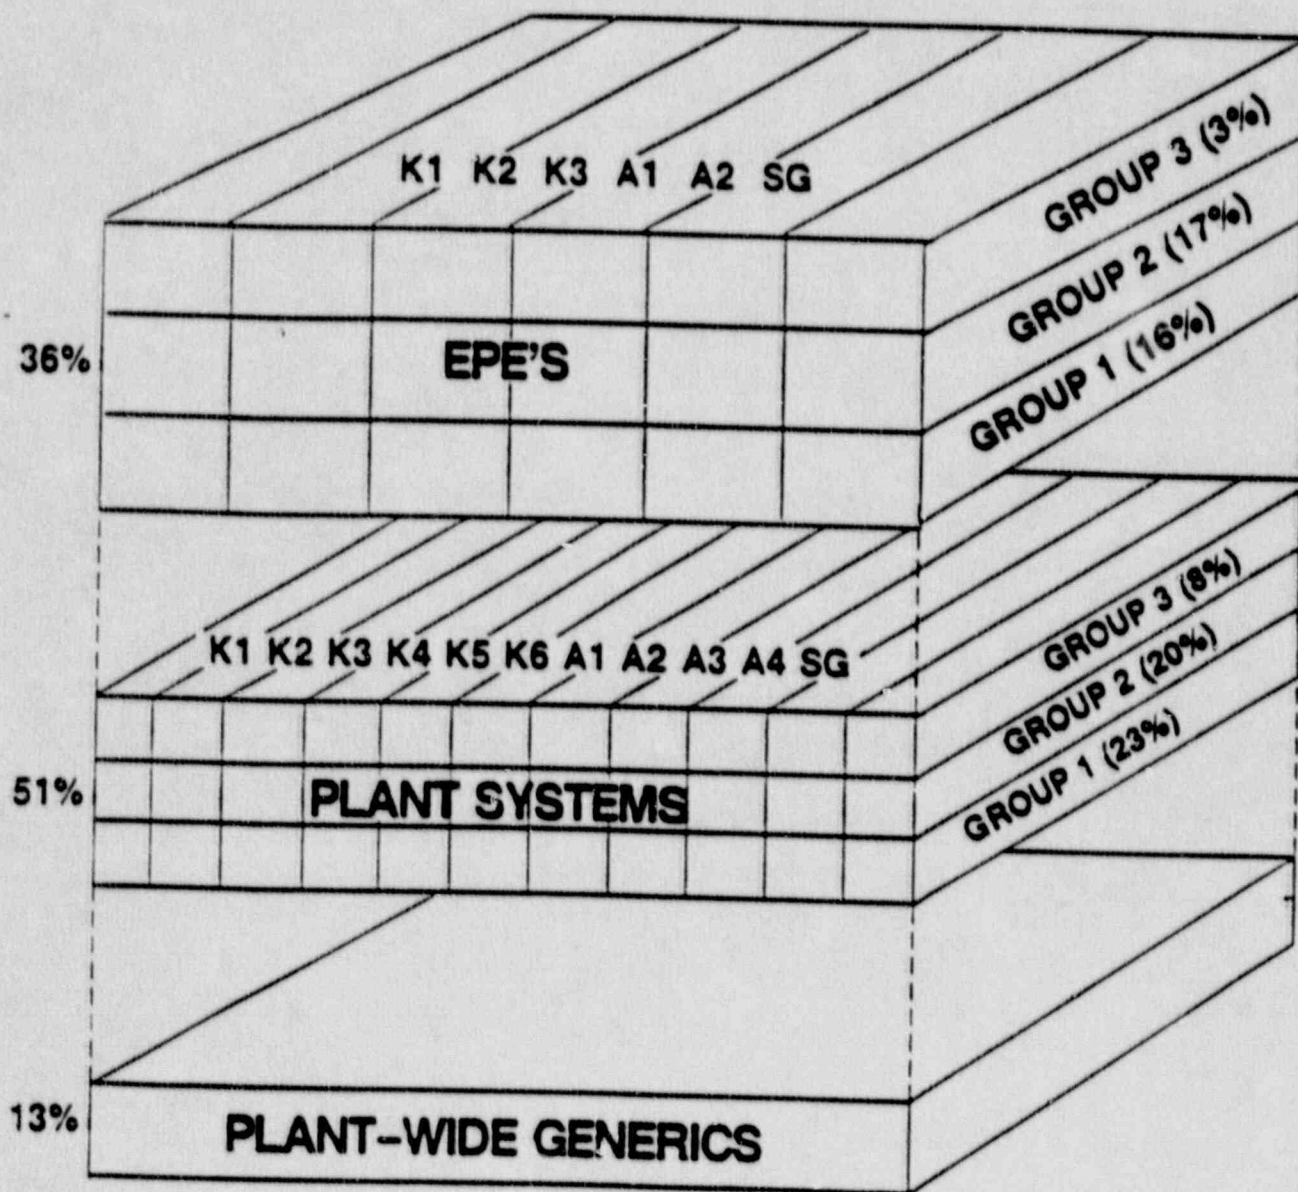 K1 K2 K3 A1 A2 SG
GROUP 3 (3%)
GROUP 2 (17%)
GROUP 1 (16%)
36%
EPE'S
K1 K2 K3 K4 K5 K6 A1 A2 A3 A4 SG
GROUP 3 (8%)
GROUP 2 (20%)
GROUP 1 (23%)
51%
PLANT SYSTEMS
13%
PLANT-WIDE GENERICS